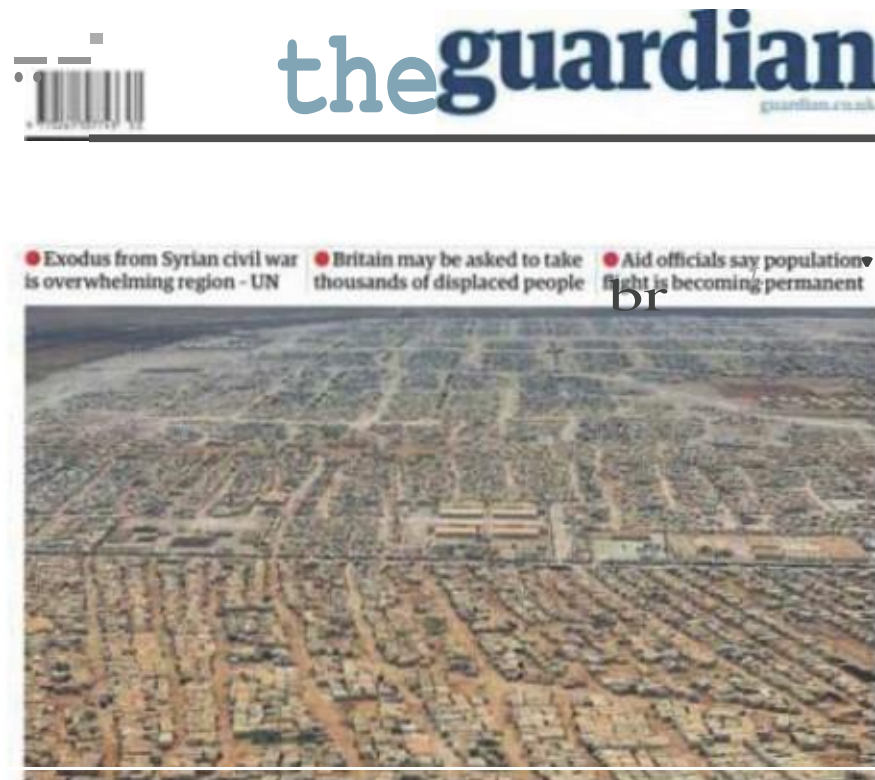 theguardian
guardian.co.uk
Exodus from Syrian civil war
is overwhelming region - UN
Britain may be asked to take
thousands of displaced people
Aid officials say population
flight is becoming permanent
br